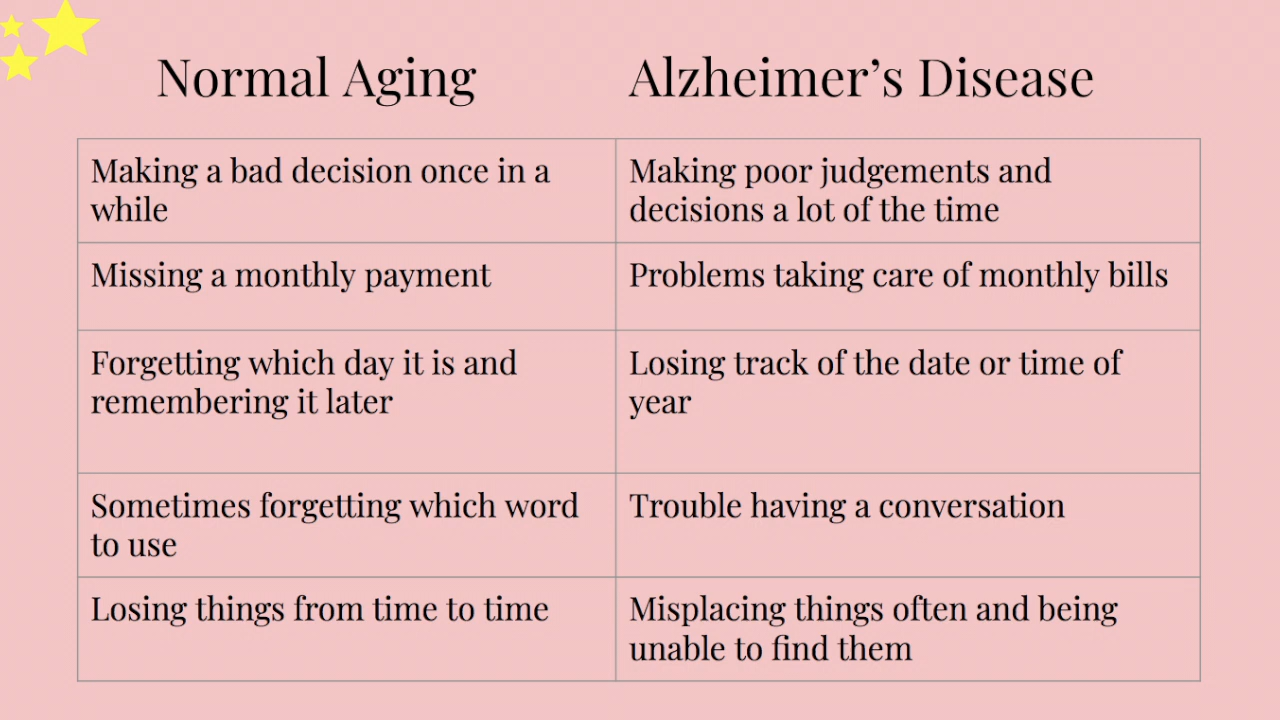 Normal Aging
Alzheimer’s Disease
Making a bad decision once in a
while
Making poor judgements and
decisions a lot of the time
Missing a monthly payment
Problems taking care of monthly bills
Forgetting which day it is and
remembering it later
Losing track of the date or time of
year
Sometimes forgetting which word
to use
Trouble having a conversation
Losing things from time to time
Misplacing things often and being
unable to find them